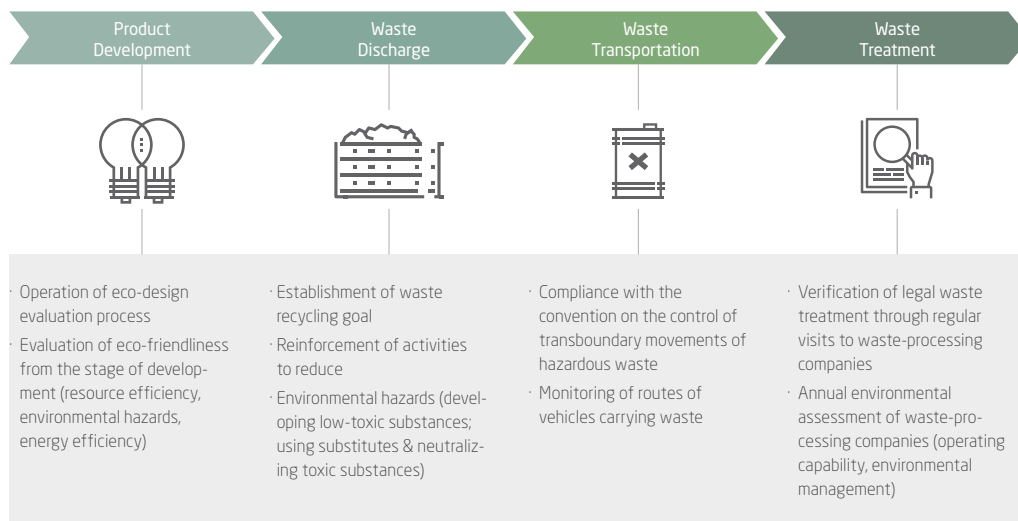 Product
Development
Waste
Discharge
Waste
Transportation
Waste
Treatment
· Operation of eco-design
evaluation process
· Evaluation of eco-friendliness
from the stage of develop-
ment (resource efficiency,
environmental hazards,
energy efficiency)
· Establishment of waste
recycling goal
· Reinforcement of activities
to reduce
· Environmental hazards (devel-
oping low-toxic substances;
using substitutes & neutraliz-
ing toxic substances)
· Compliance with the
convention on the control of
transboundary movements of
hazardous waste
· Monitoring of routes of
vehicles carrying waste
· Verification of legal waste
treatment through regular
visits to waste-processing
companies
· Annual environmental
assessment of waste-pro-
cessing companies (operating
capability, environmental
management)